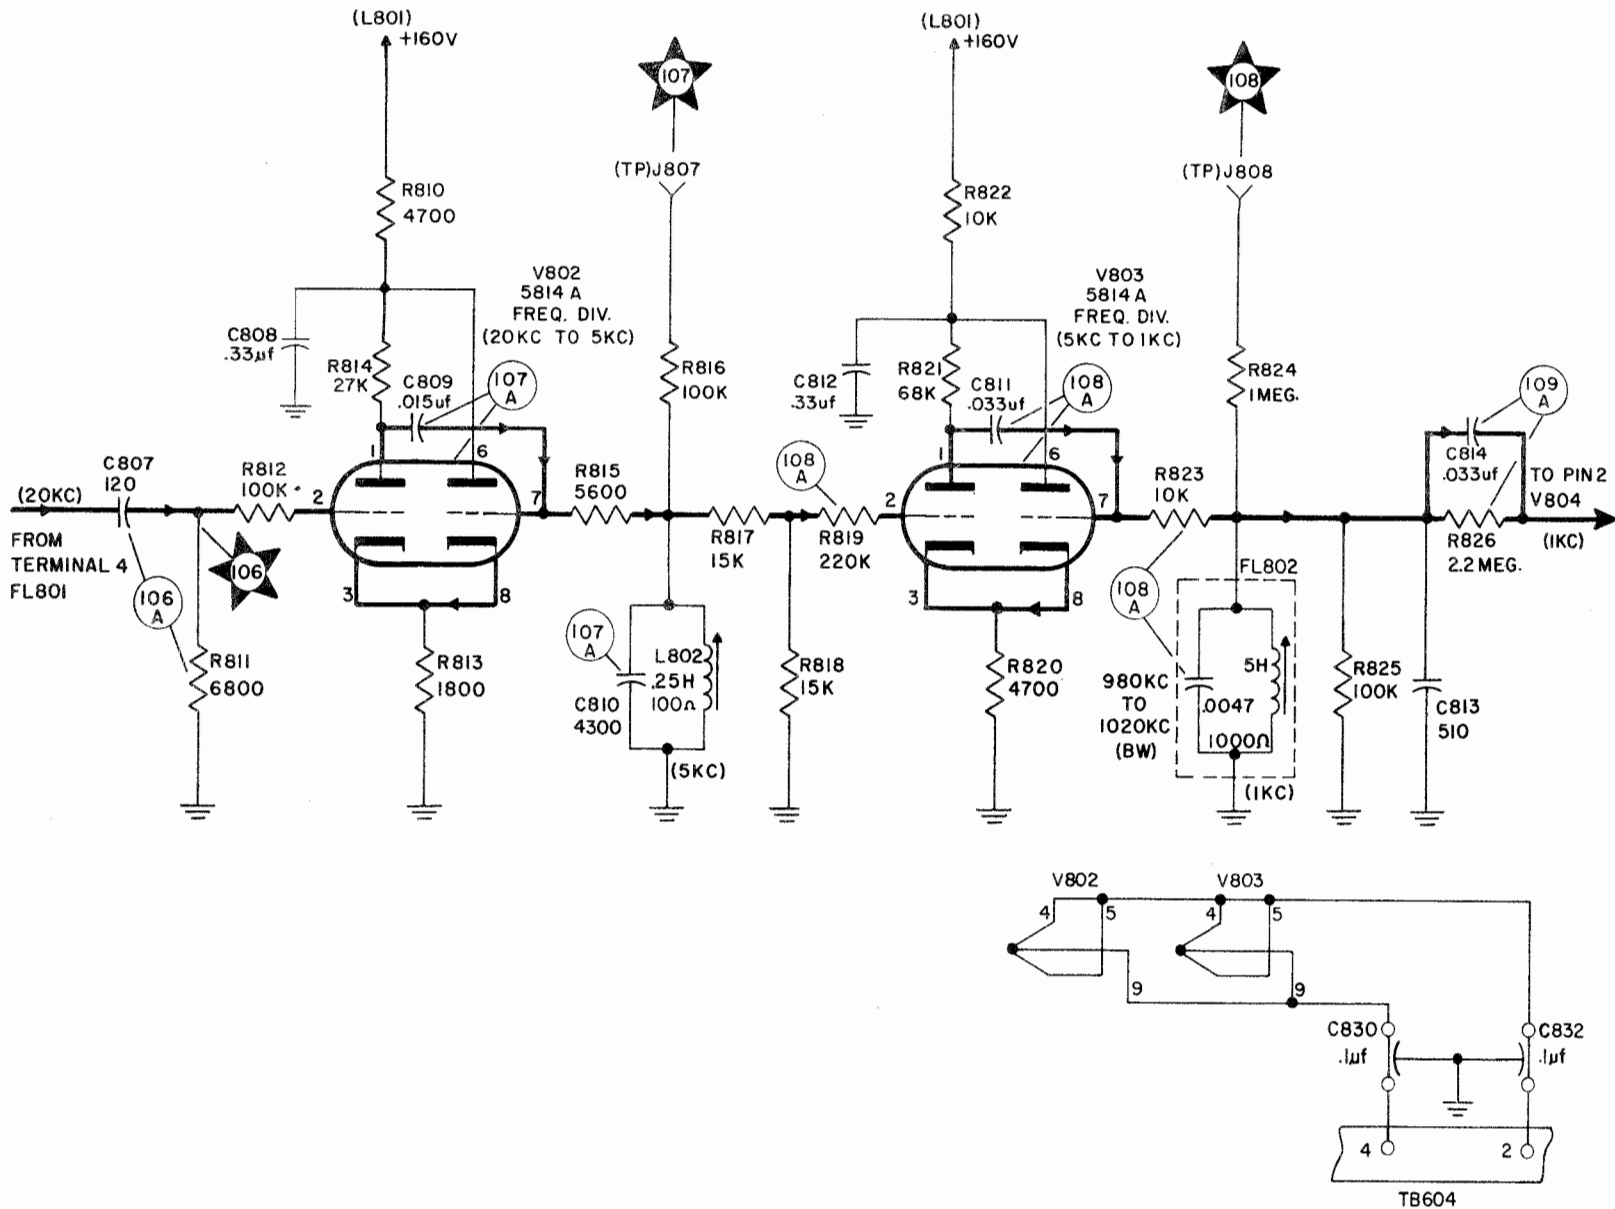 (L801)
+160V
107
(TP)J807
R810
4700
V802
5814A
FREQ. DIV.
(20KC TO 5KC)
C808
.33µf
R814
27K
C809
.015uf
107
A
R816
100K
1
6
C807
120
(20KC)
R812
100K
2
7
R815
5600
FROM
TERMINAL 4
FL801
106
106
A
R811
6800
3
8
R813
1800
107
A
L802
.25H
100Ω
C810
4300
(5KC)
R817
15K
R818
15K
108
A
R819
220K
(L801)
+160V
108
(TP)J808
R822
10K
V803
5814A
FREQ. DIV.
(5KC TO 1KC)
C812
.33uf
R821
68K
C811
.033uf
108
A
R824
1MEG.
1
6
2
7
R823
10K
3
8
R820
4700
108
A
FL802
980KC
TO
1020KC
(BW)
.0047
5H
1000Ω
(1KC)
R825
100K
C813
510
109
A
C814
.033uf
R826
2.2 MEG.
TO PIN 2
V804
(1KC)
V802
V803
4
5
4
5
9
9
C830
.1µf
C832
.1µf
4
2
TB604